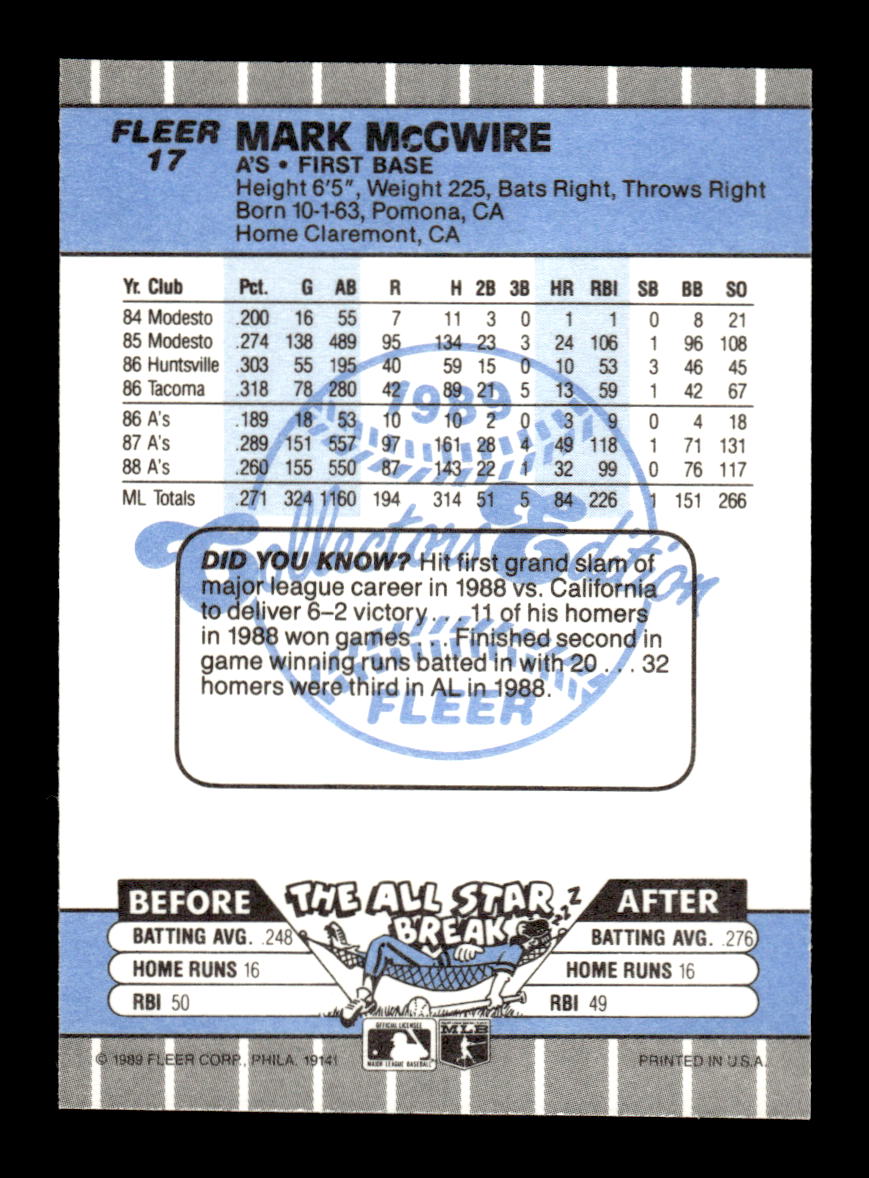 FLEER
17
MARK McGWIRE
A'S • FIRST BASE
Height 6'5", Weight 225, Bats Right, Throws Right
Born 10-1-63, Pomona, CA
Home Claremont, CA
Yr. Club Pct. G AB R H 2B 3B HR RBI SB BB SO
84 Modesto .200 16 55 7 11 3 0 1 1 0 8 21
85 Modesto .274 138 489 95 134 23 3 24 106 1 96 108
86 Huntsville .303 55 195 40 59 15 0 10 53 3 46 45
86 Tacoma .318 78 280 42 89 21 5 13 59 1 42 67
86 A's .189 18 53 10 10 2 0 3 9 0 4 18
87 A's .289 151 557 97 161 28 4 49 118 1 71 131
88 A's .260 155 550 87 143 22 1 32 99 0 76 117
ML Totals .271 324 1160 194 314 51 5 84 226 1 151 266
1989
Collectors Edition
FLEER
DID YOU KNOW? Hit first grand slam of
major league career in 1988 vs. California
to deliver 6–2 victory . . . 11 of his homers
in 1988 won games . . . Finished second in
game winning runs batted in with 20 . . . 32
homers were third in AL in 1988.
THE ALL STAR
BREAK
ZZZZ
BEFORE
BATTING AVG. .248
HOME RUNS 16
RBI 50
AFTER
BATTING AVG. .276
HOME RUNS 16
RBI 49
OFFICIAL LICENSEE
MAJOR LEAGUE BASEBALL
MLB
© 1989 FLEER CORP., PHILA. 19141
PRINTED IN U.S.A.